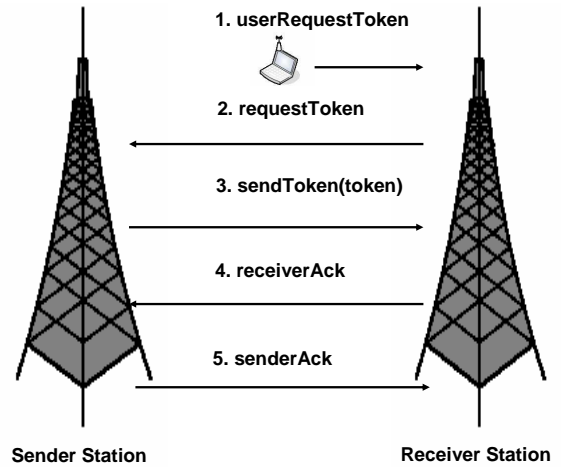 1. userRequestToken
2. requestToken
3. sendToken(token)
4. receiverAck
5. senderAck
Sender Station
Receiver Station